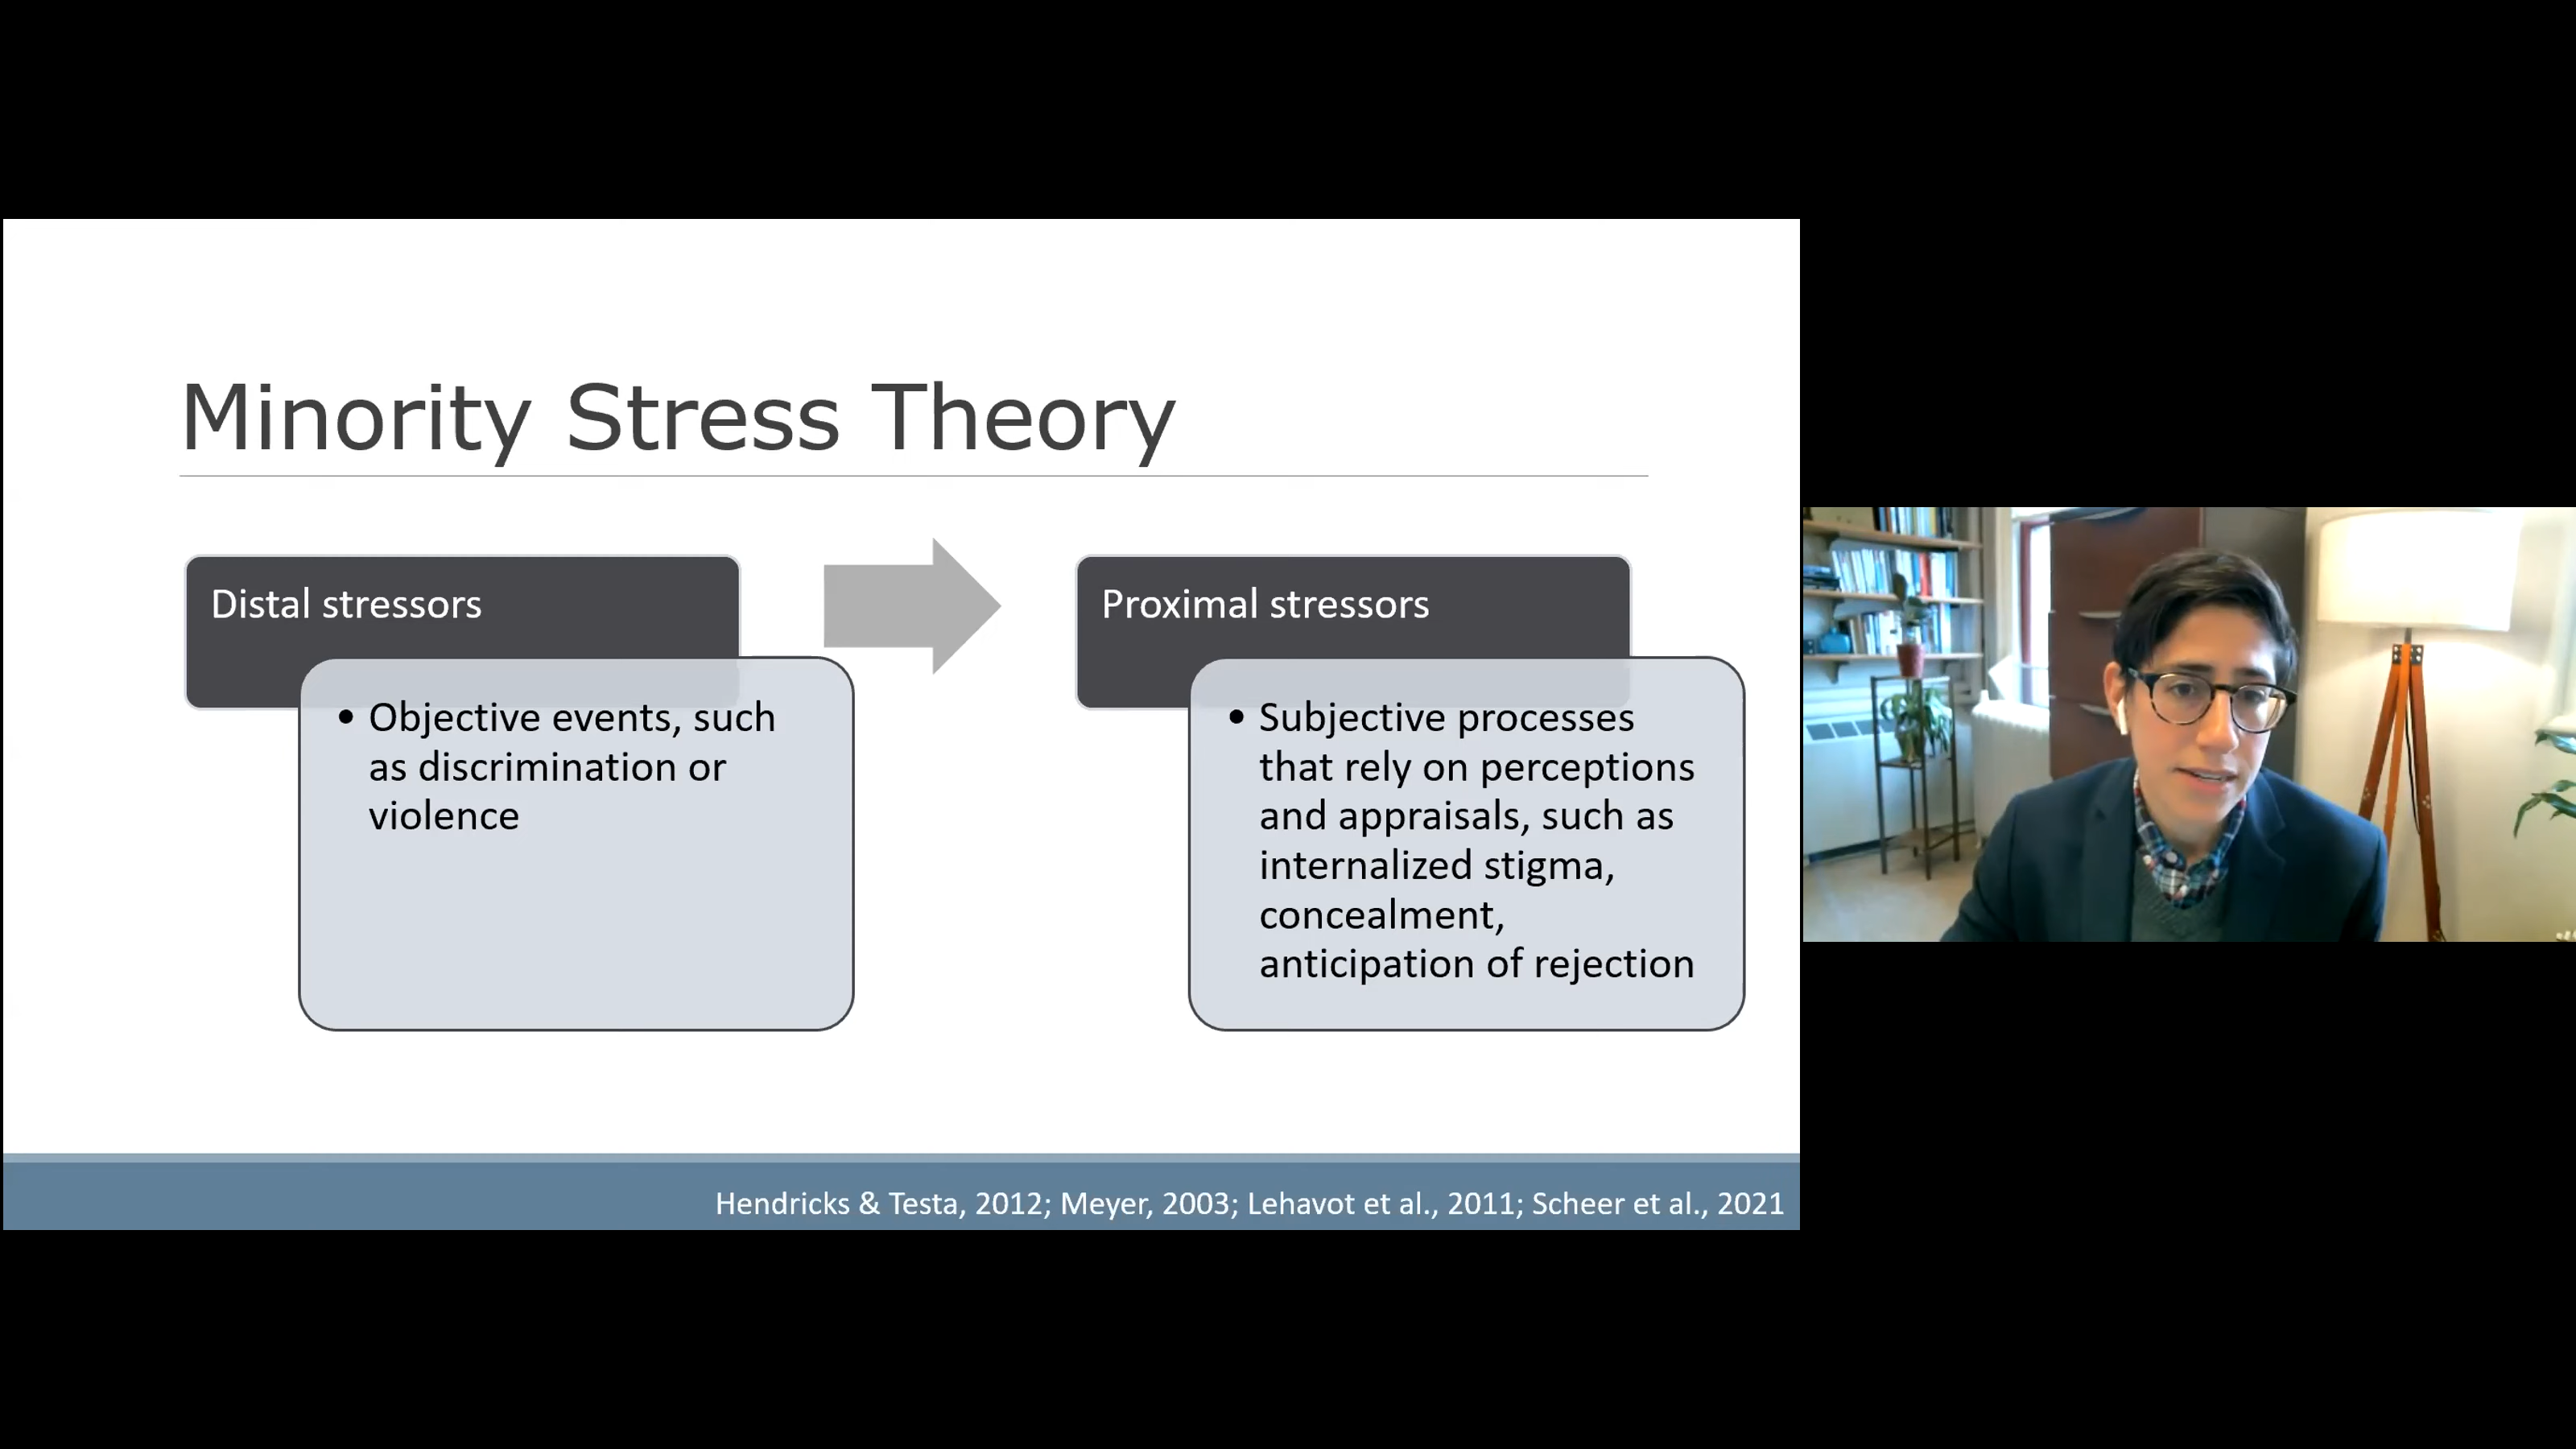 Minority Stress Theory
Distal stressors
• Objective events, such
as discrimination or
violence
Proximal stressors
• Subjective processes
that rely on perceptions
and appraisals, such as
internalized stigma,
concealment,
anticipation of rejection
Hendricks & Testa, 2012; Meyer, 2003; Lehavot et al., 2011; Scheer et al., 2021